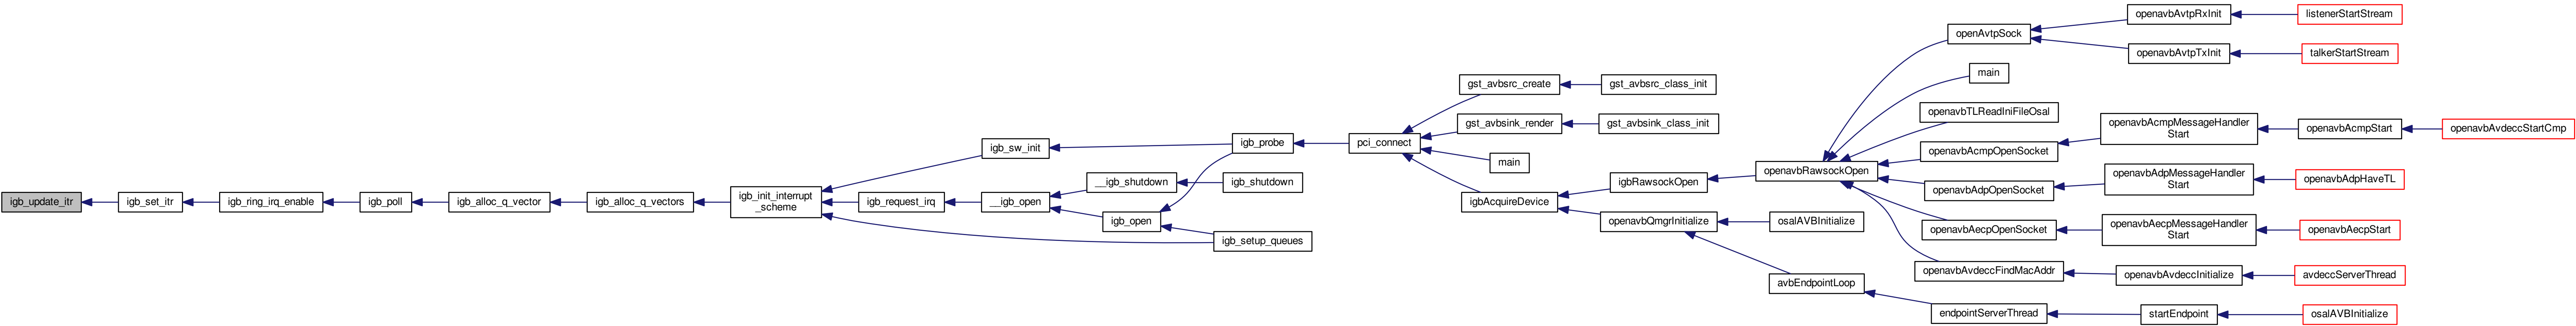 igb_update_itr
igb_set_itr
igb_ring_irq_enable
igb_poll
igb_alloc_q_vector
igb_alloc_q_vectors
igb_init_interrupt
_scheme
igb_sw_init
igb_request_irq
__igb_open
__igb_shutdown
igb_shutdown
igb_open
igb_setup_queues
igb_probe
pci_connect
gst_avbsrc_create
gst_avbsrc_class_init
gst_avbsink_render
gst_avbsink_class_init
main
igbAcquireDevice
igbRawsockOpen
openavbQmgrInitialize
osalAVBInitialize
avbEndpointLoop
endpointServerThread
startEndpoint
osalAVBInitialize
openavbRawsockOpen
openAvtpSock
openavbAvtpRxInit
listenerStartStream
openavbAvtpTxInit
talkerStartStream
main
openavbTLReadIniFileOsal
openavbAcmpOpenSocket
openavbAcmpMessageHandler
Start
openavbAcmpStart
openavbAvdeccStartCmp
openavbAdpOpenSocket
openavbAdpMessageHandler
Start
openavbAdpHaveTL
openavbAecpOpenSocket
openavbAecpMessageHandler
Start
openavbAecpStart
openavbAvdeccFindMacAddr
openavbAvdeccInitialize
avdeccServerThread